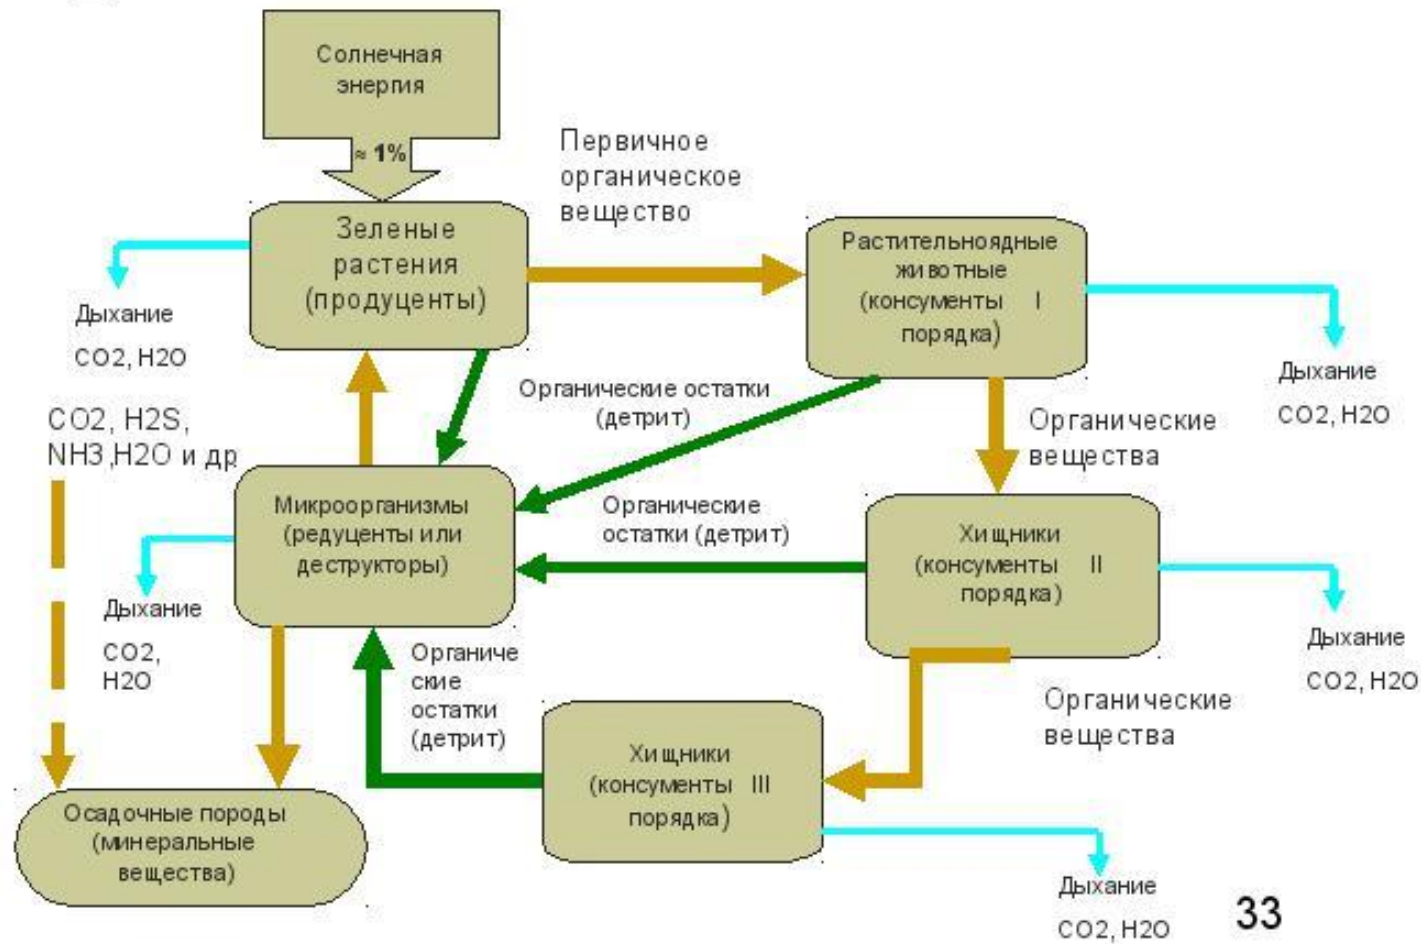 Солнечная
энергия
≈ 1%
Первичное
органическое
вещество
Зеленые
растения
(продуценты)
Растительноядные
животные
(консументы I
порядка)
Дыхание
CO2, H2O
Дыхание
CO2, H2O
Органические остатки
(детрит)
CO2, H2S,
NH3,H2O и др
Органические
вещества
Микроорганизмы
(редуценты или
деструкторы)
Органические
остатки (детрит)
Хищники
(консументы II
порядка)
Дыхание
CO2,
H2O
Дыхание
CO2, H2O
Органиче
ские
остатки
(детрит)
Органические
вещества
Хищники
(консументы III
порядка)
Осадочные породы
(минеральные
вещества)
Дыхание
CO2, H2O
33